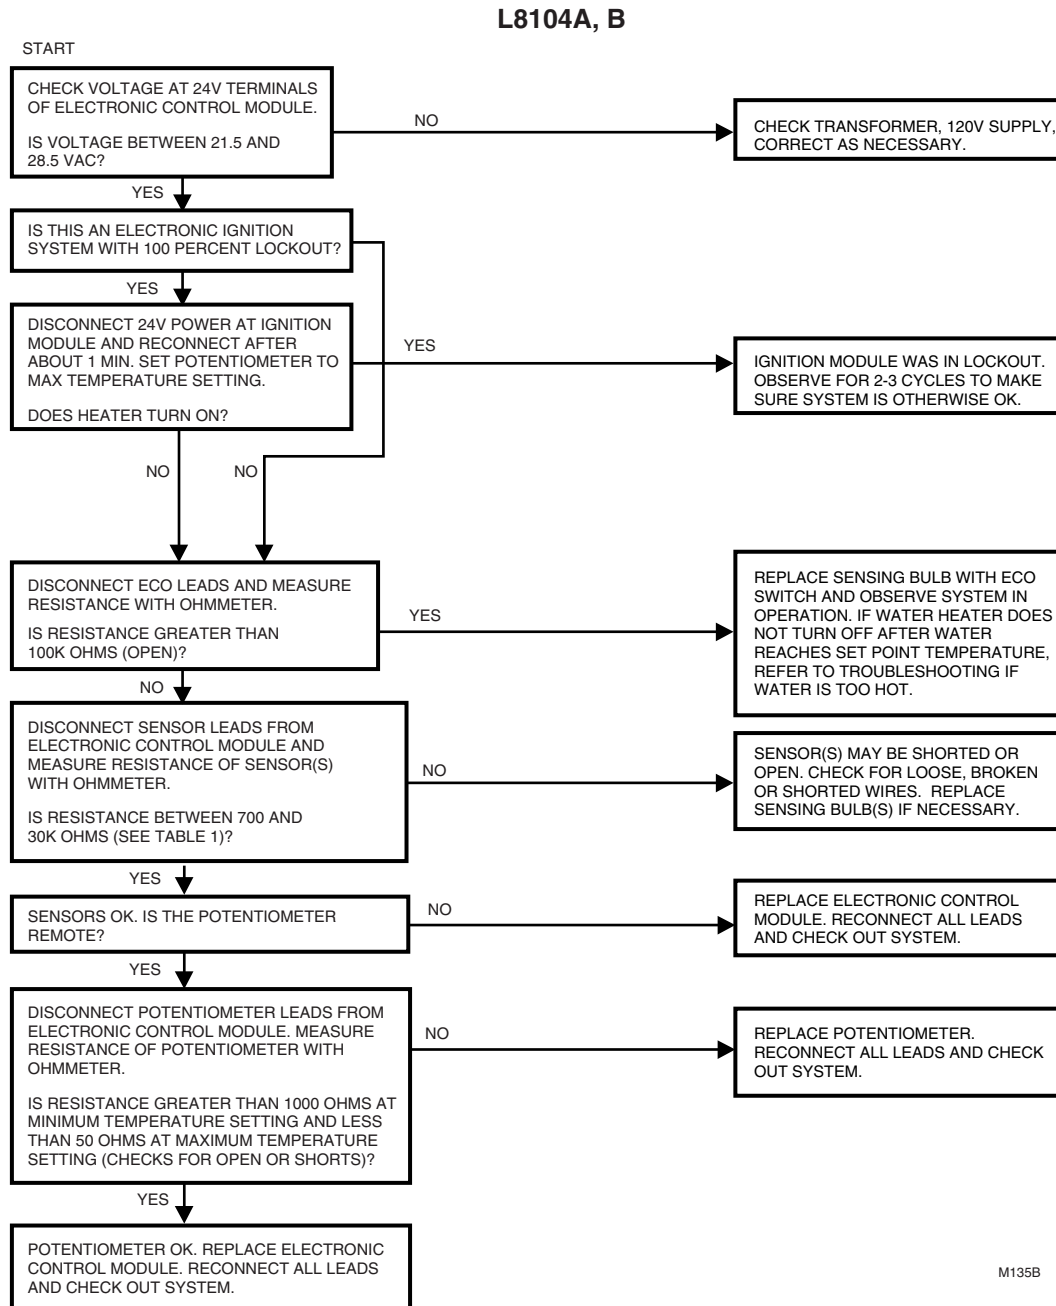 L8104A, B
START
CHECK VOLTAGE AT 24V TERMINALS
OF ELECTRONIC CONTROL MODULE.
IS VOLTAGE BETWEEN 21.5 AND
28.5 VAC?
NO
CHECK TRANSFORMER, 120V SUPPLY,
CORRECT AS NECESSARY.
YES
IS THIS AN ELECTRONIC IGNITION
SYSTEM WITH 100 PERCENT LOCKOUT?
YES
DISCONNECT 24V POWER AT IGNITION
MODULE AND RECONNECT AFTER
ABOUT 1 MIN. SET POTENTIOMETER TO
MAX TEMPERATURE SETTING.
DOES HEATER TURN ON?
YES
IGNITION MODULE WAS IN LOCKOUT.
OBSERVE FOR 2-3 CYCLES TO MAKE
SURE SYSTEM IS OTHERWISE OK.
NO
NO
DISCONNECT ECO LEADS AND MEASURE
RESISTANCE WITH OHMMETER.
IS RESISTANCE GREATER THAN
100K OHMS (OPEN)?
YES
REPLACE SENSING BULB WITH ECO
SWITCH AND OBSERVE SYSTEM IN
OPERATION. IF WATER HEATER DOES
NOT TURN OFF AFTER WATER
REACHES SET POINT TEMPERATURE,
REFER TO TROUBLESHOOTING IF
WATER IS TOO HOT.
NO
DISCONNECT SENSOR LEADS FROM
ELECTRONIC CONTROL MODULE AND
MEASURE RESISTANCE OF SENSOR(S)
WITH OHMMETER.
IS RESISTANCE BETWEEN 700 AND
30K OHMS (SEE TABLE 1)?
NO
SENSOR(S) MAY BE SHORTED OR
OPEN. CHECK FOR LOOSE, BROKEN
OR SHORTED WIRES. REPLACE
SENSING BULB(S) IF NECESSARY.
YES
SENSORS OK. IS THE POTENTIOMETER
REMOTE?
NO
REPLACE ELECTRONIC CONTROL
MODULE. RECONNECT ALL LEADS
AND CHECK OUT SYSTEM.
YES
DISCONNECT POTENTIOMETER LEADS FROM
ELECTRONIC CONTROL MODULE. MEASURE
RESISTANCE OF POTENTIOMETER WITH
OHMMETER.
IS RESISTANCE GREATER THAN 1000 OHMS AT
MINIMUM TEMPERATURE SETTING AND LESS
THAN 50 OHMS AT MAXIMUM TEMPERATURE
SETTING (CHECKS FOR OPEN OR SHORTS)?
NO
REPLACE POTENTIOMETER.
RECONNECT ALL LEADS AND CHECK
OUT SYSTEM.
YES
POTENTIOMETER OK. REPLACE ELECTRONIC
CONTROL MODULE. RECONNECT ALL LEADS
AND CHECK OUT SYSTEM.
M135B